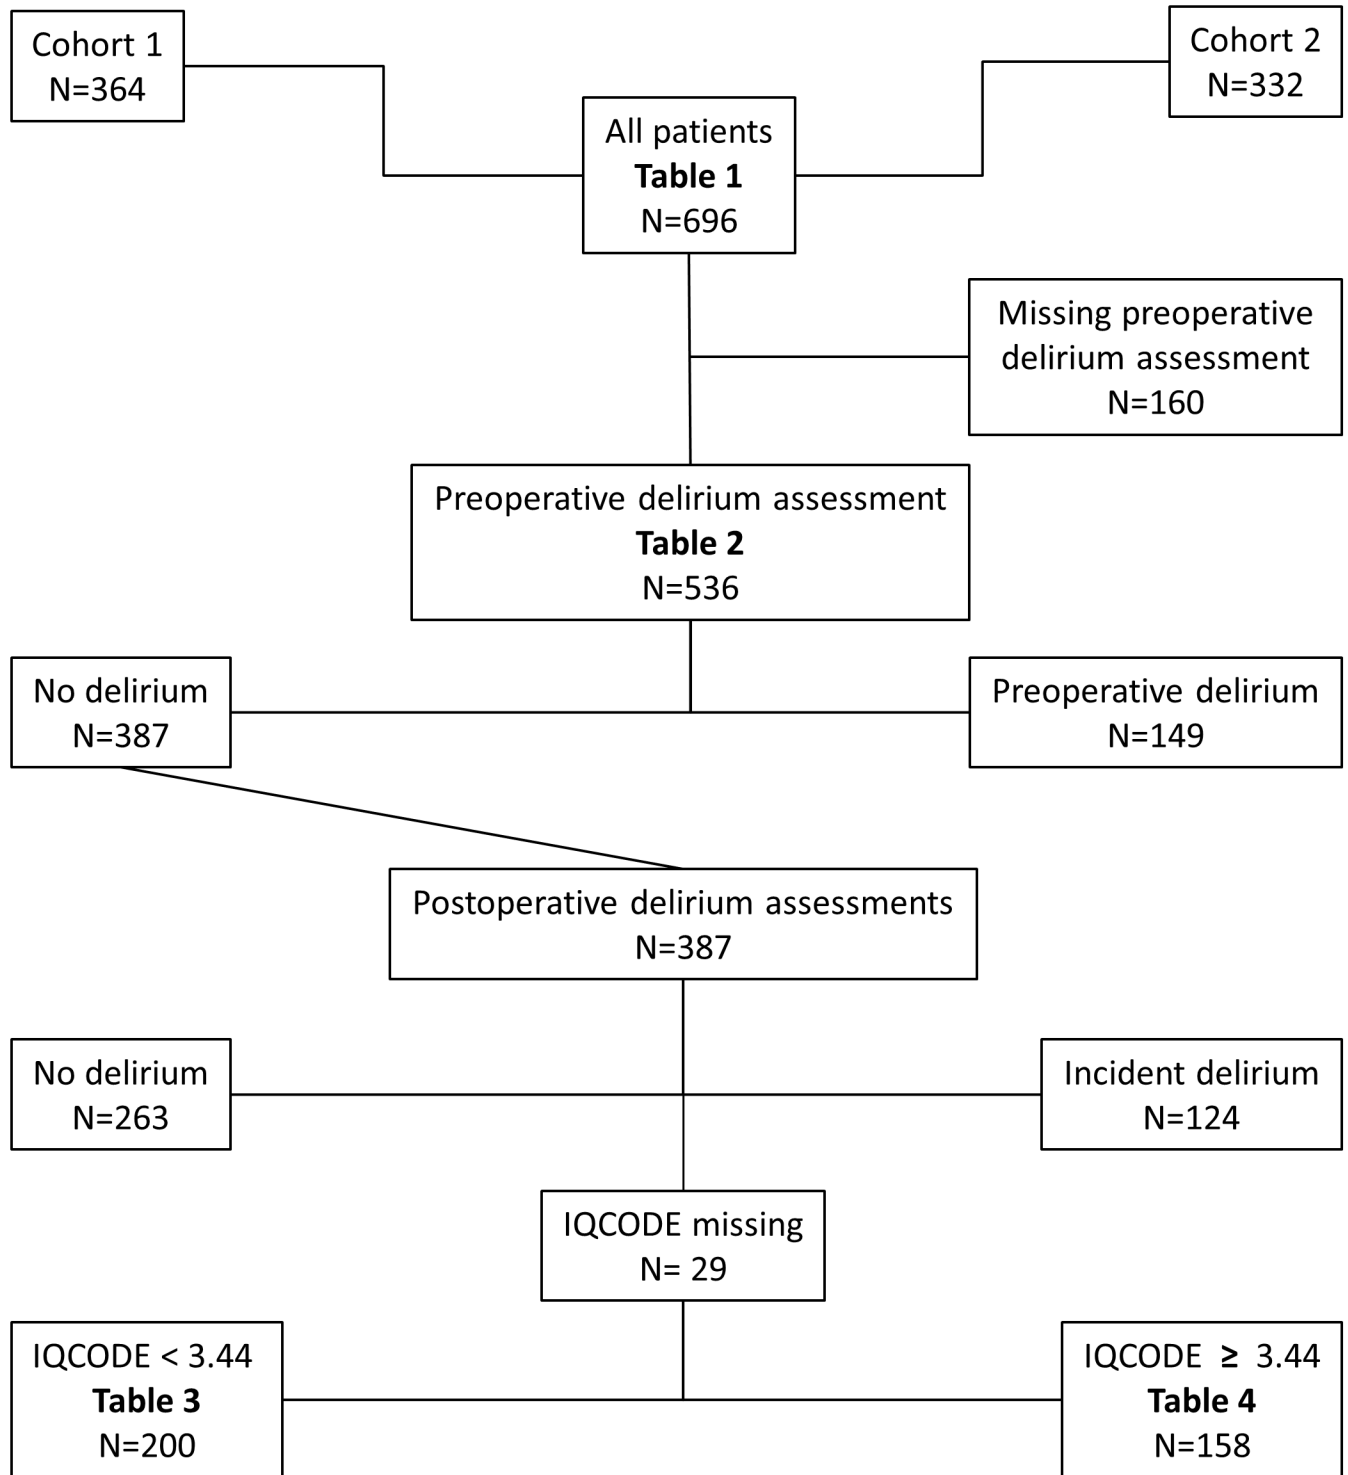 Cohort 1
N=364
Cohort 2
N=332
All patients
Table 1
N=696
Missing preoperative
delirium assessment
N=160
Preoperative delirium assessment
Table 2
N=536
No delirium
N=387
Preoperative delirium
N=149
Postoperative delirium assessments
N=387
No delirium
N=263
Incident delirium
N=124
IQCODE missing
N= 29
IQCODE < 3.44
Table 3
N=200
IQCODE ≥ 3.44
Table 4
N=158